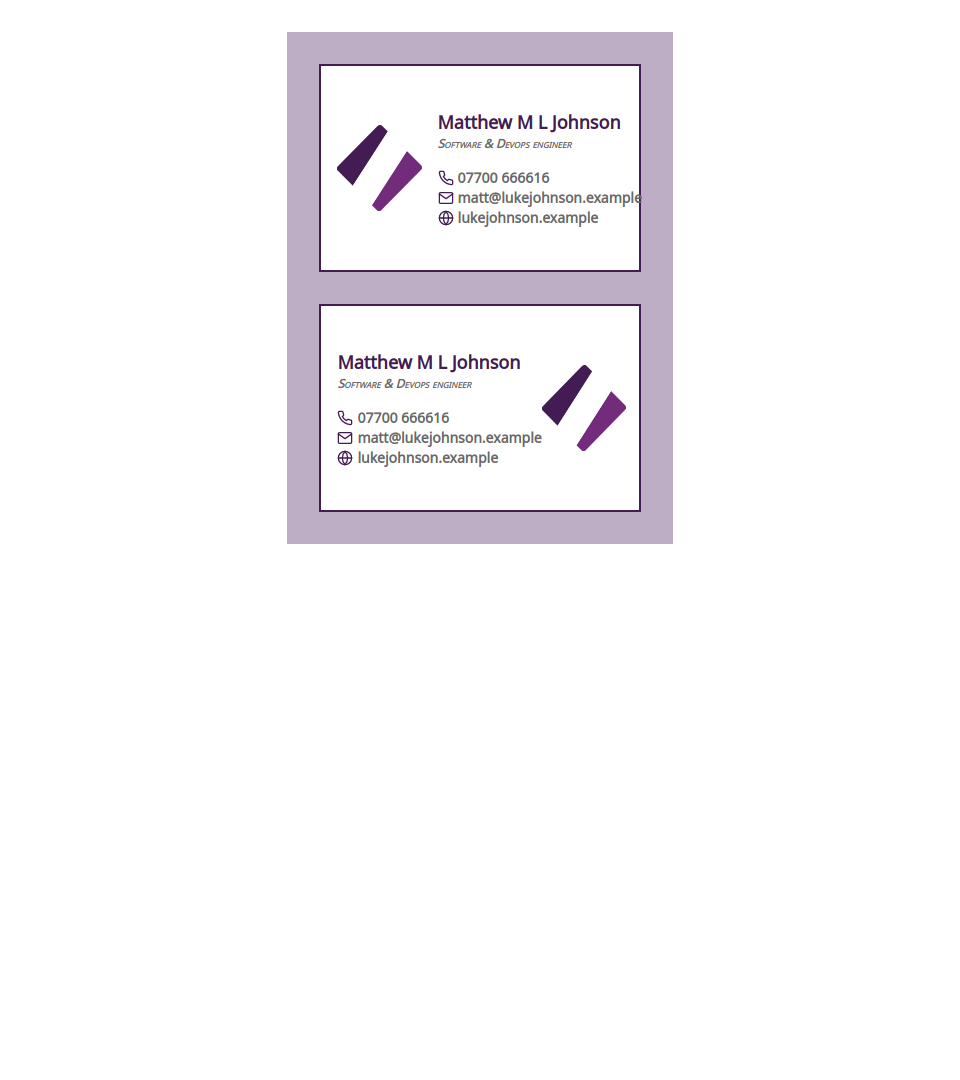 Matthew M L Johnson
Software & Devops engineer
07700 666616
matt@lukejohnson.example
lukejohnson.example
Matthew M L Johnson
Software & Devops engineer
07700 666616
matt@lukejohnson.example
lukejohnson.example